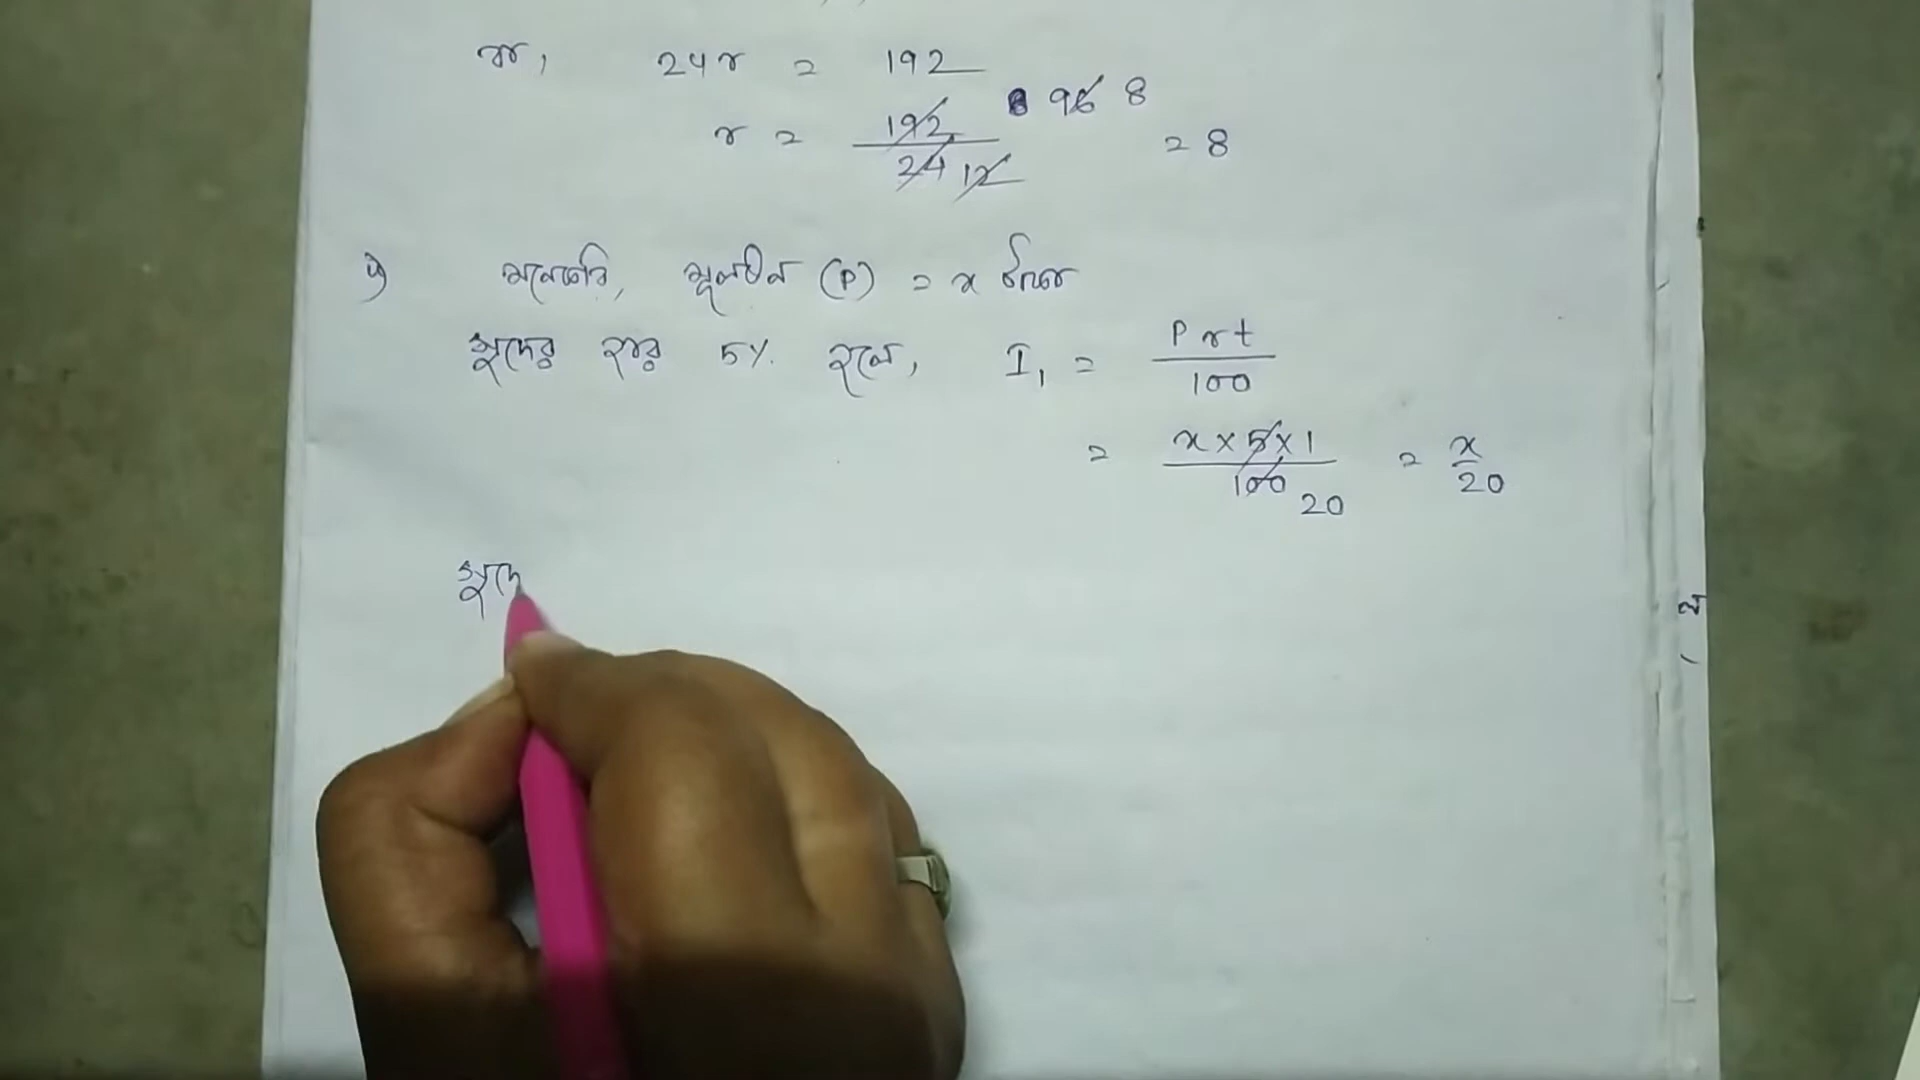 বা, 24r = 192
r = 192/24 12 96 8 = 8
মনেকরি, মূলধন (P) = x টাকা
সুদের হার 5% হলে, I₁ = Prt/100
= x × 5 × 1/100 20 = x/20
সুদে